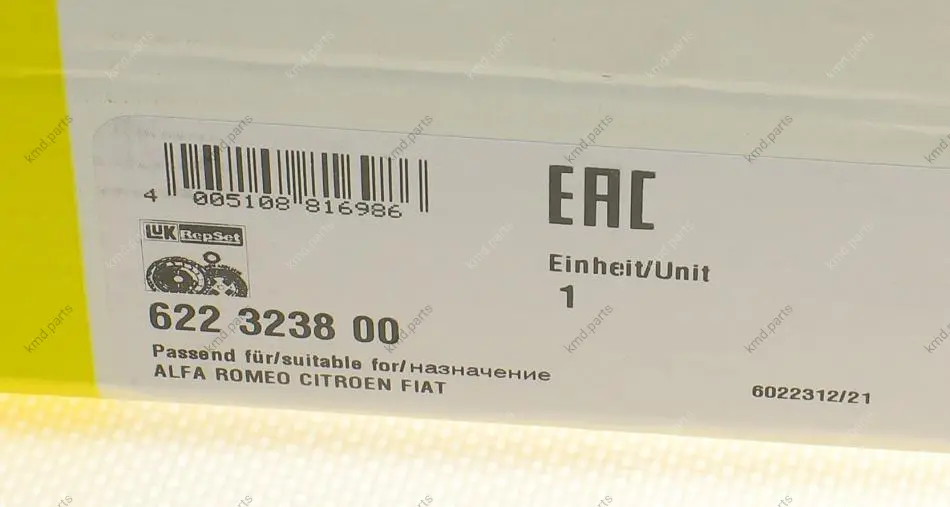 4 005108 816986
EAC
LuK RepSet
Einheit/Unit
1
622 3238 00
Passend für/suitable for/назначение
ALFA ROMEO CITROEN FIAT
6022312/21
kmd.parts